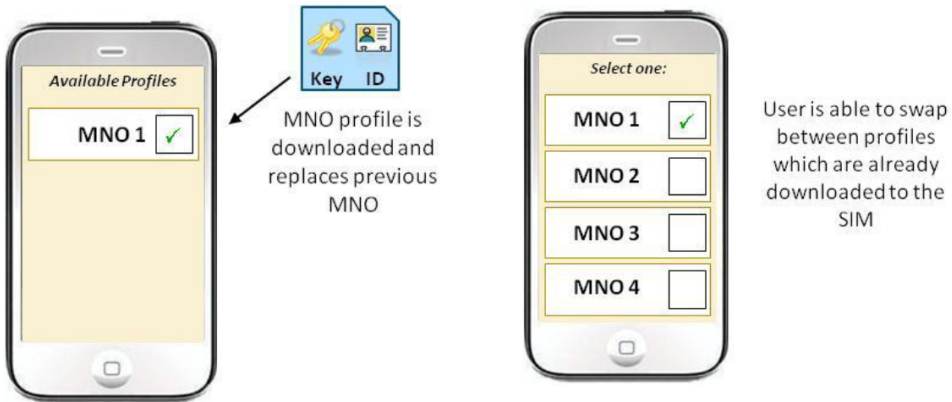 Available Profiles
MNO 1
Key ID
MNO profile is
downloaded and
replaces previous
MNO
Select one:
MNO 1
MNO 2
MNO 3
MNO 4
User is able to swap
between profiles
which are already
downloaded to the
SIM